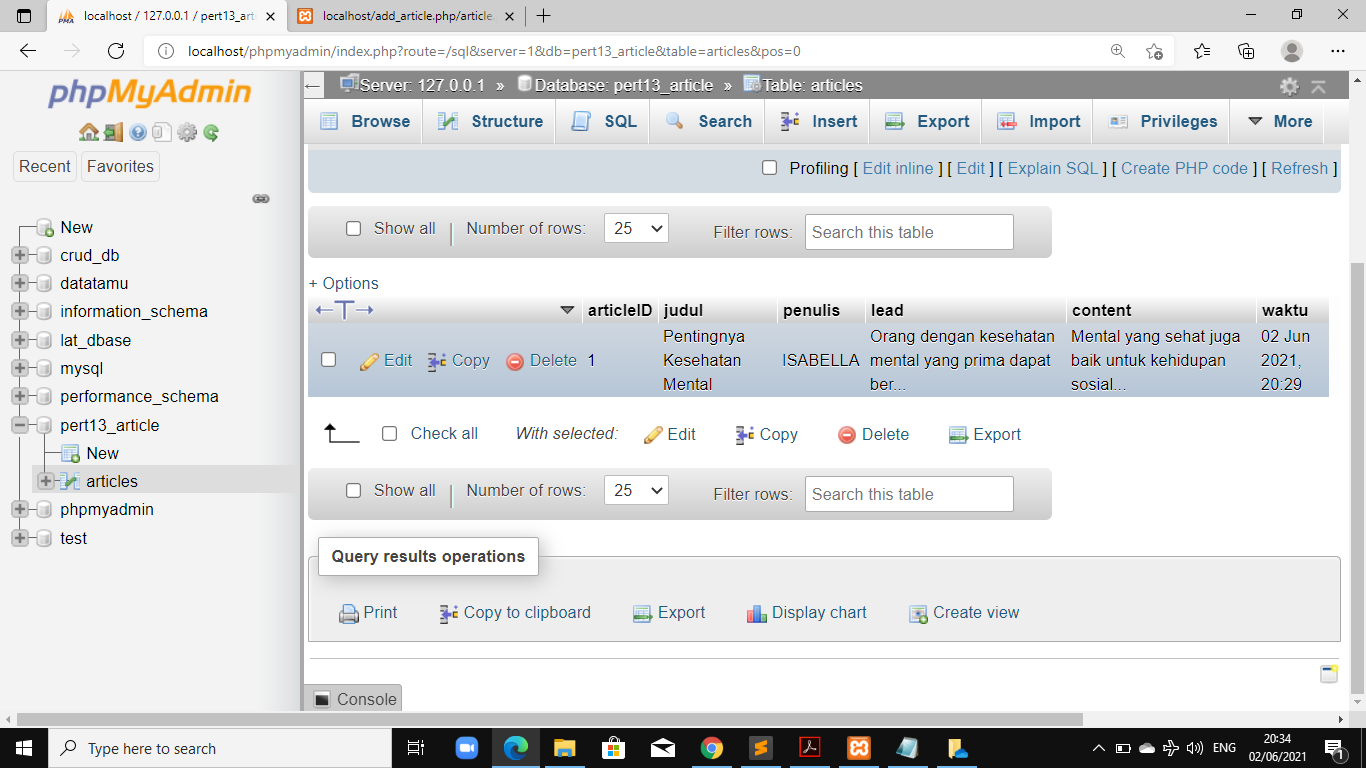 localhost / 127.0.0.1 / pert13_arti
localhost/add_article.php/article.
localhost/phpmyadmin/index.php?route=/sql&server=1&db=pert13_article&table=articles&pos=0
phpMyAdmin
Recent Favorites
New
crud_db
datatamu
information_schema
lat_dbase
mysql
performance_schema
pert13_article
New
articles
phpmyadmin
test
Server: 127.0.0.1 » Database: pert13_article » Table: articles
Browse Structure SQL Search Insert Export Import Privileges More
Profiling [ Edit inline ] [ Edit ] [ Explain SQL ] [ Create PHP code ] [ Refresh ]
Show all Number of rows: 25 Filter rows: Search this table
+ Options
←T→ articleID judul penulis lead content waktu
Edit Copy Delete 1
Pentingnya
Kesehatan
Mental
ISABELLA
Orang dengan kesehatan
mental yang prima dapat
ber...
Mental yang sehat juga
baik untuk kehidupan
sosial...
02 Jun
2021,
20:29
Check all With selected: Edit Copy Delete Export
Show all Number of rows: 25 Filter rows: Search this table
Query results operations
Print Copy to clipboard Export Display chart Create view
Console
Type here to search
ENG
20:34
02/06/2021
1